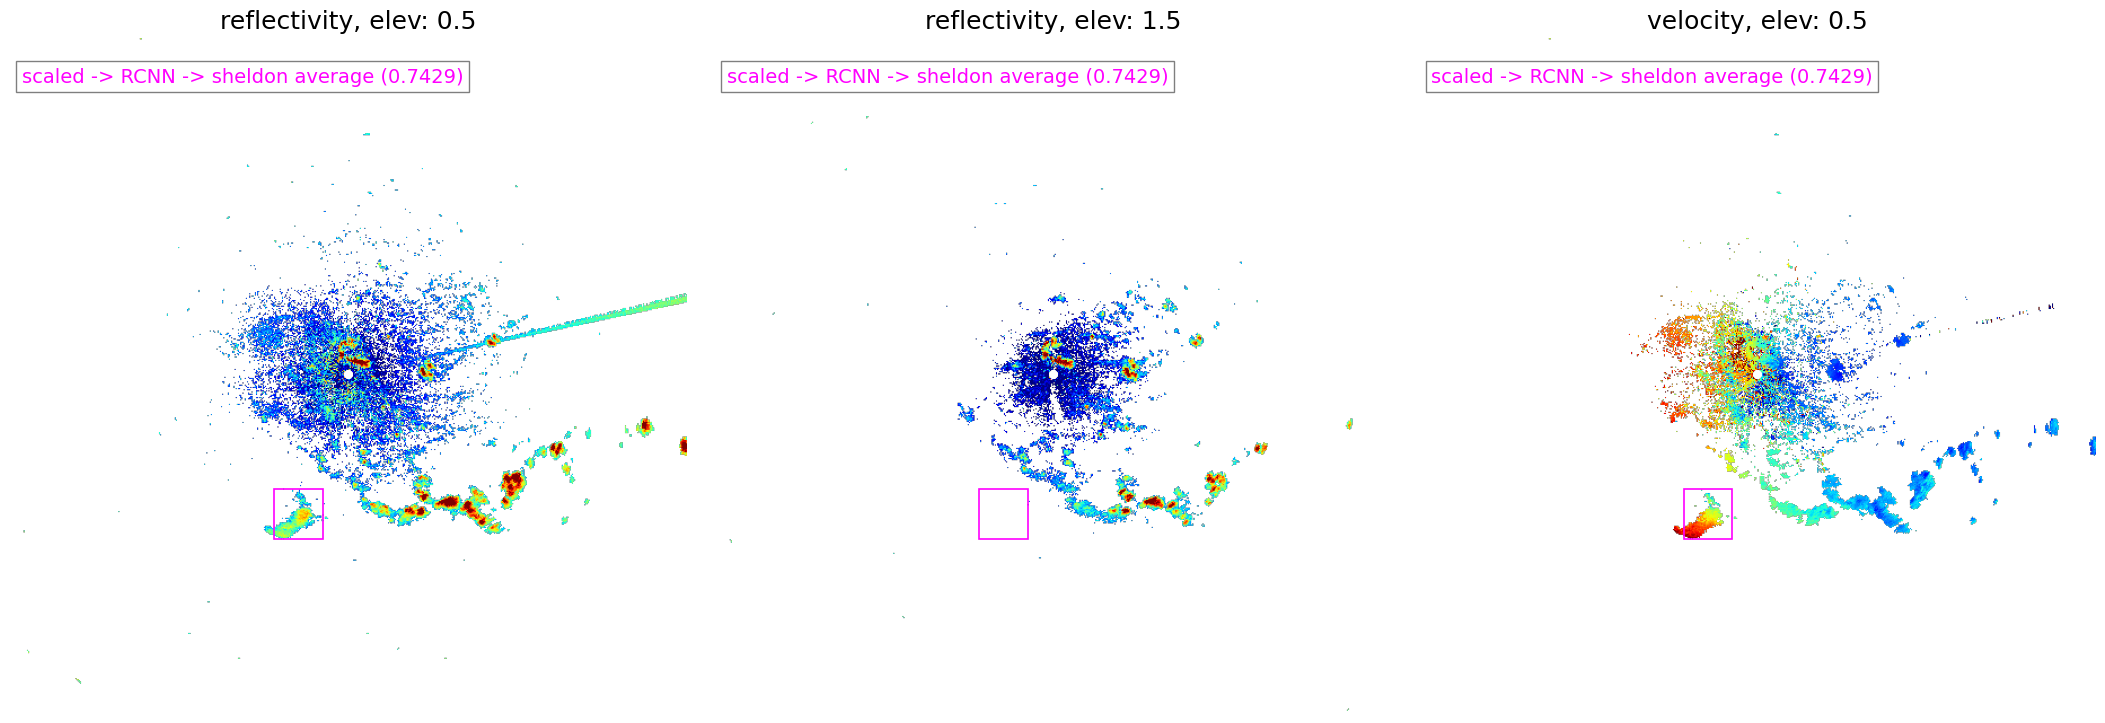 reflectivity, elev: 0.5
scaled -> RCNN -> sheldon average (0.7429)
reflectivity, elev: 1.5
scaled -> RCNN -> sheldon average (0.7429)
velocity, elev: 0.5
scaled -> RCNN -> sheldon average (0.7429)